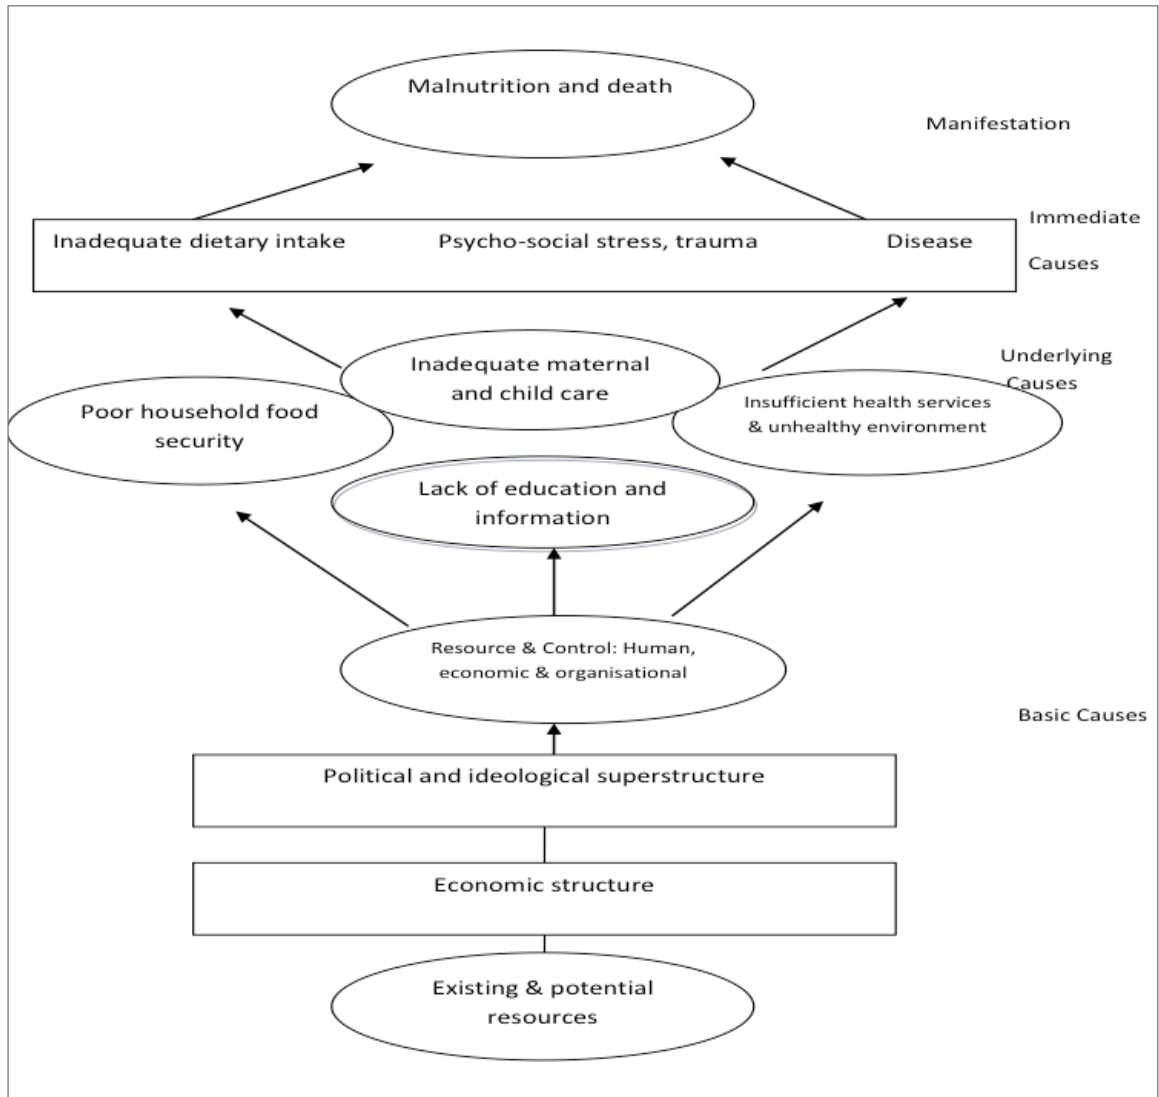 Malnutrition and death
Manifestation
Immediate
Inadequate dietary intake
Psycho-social stress, trauma
Disease
Causes
Underlying
Causes
Inadequate maternal
and child care
Poor household food
security
Insufficient health services
& unhealthy environment
Lack of education and
information
Resource & Control: Human,
economic & organisational
Basic Causes
Political and ideological superstructure
Economic structure
Existing & potential
resources